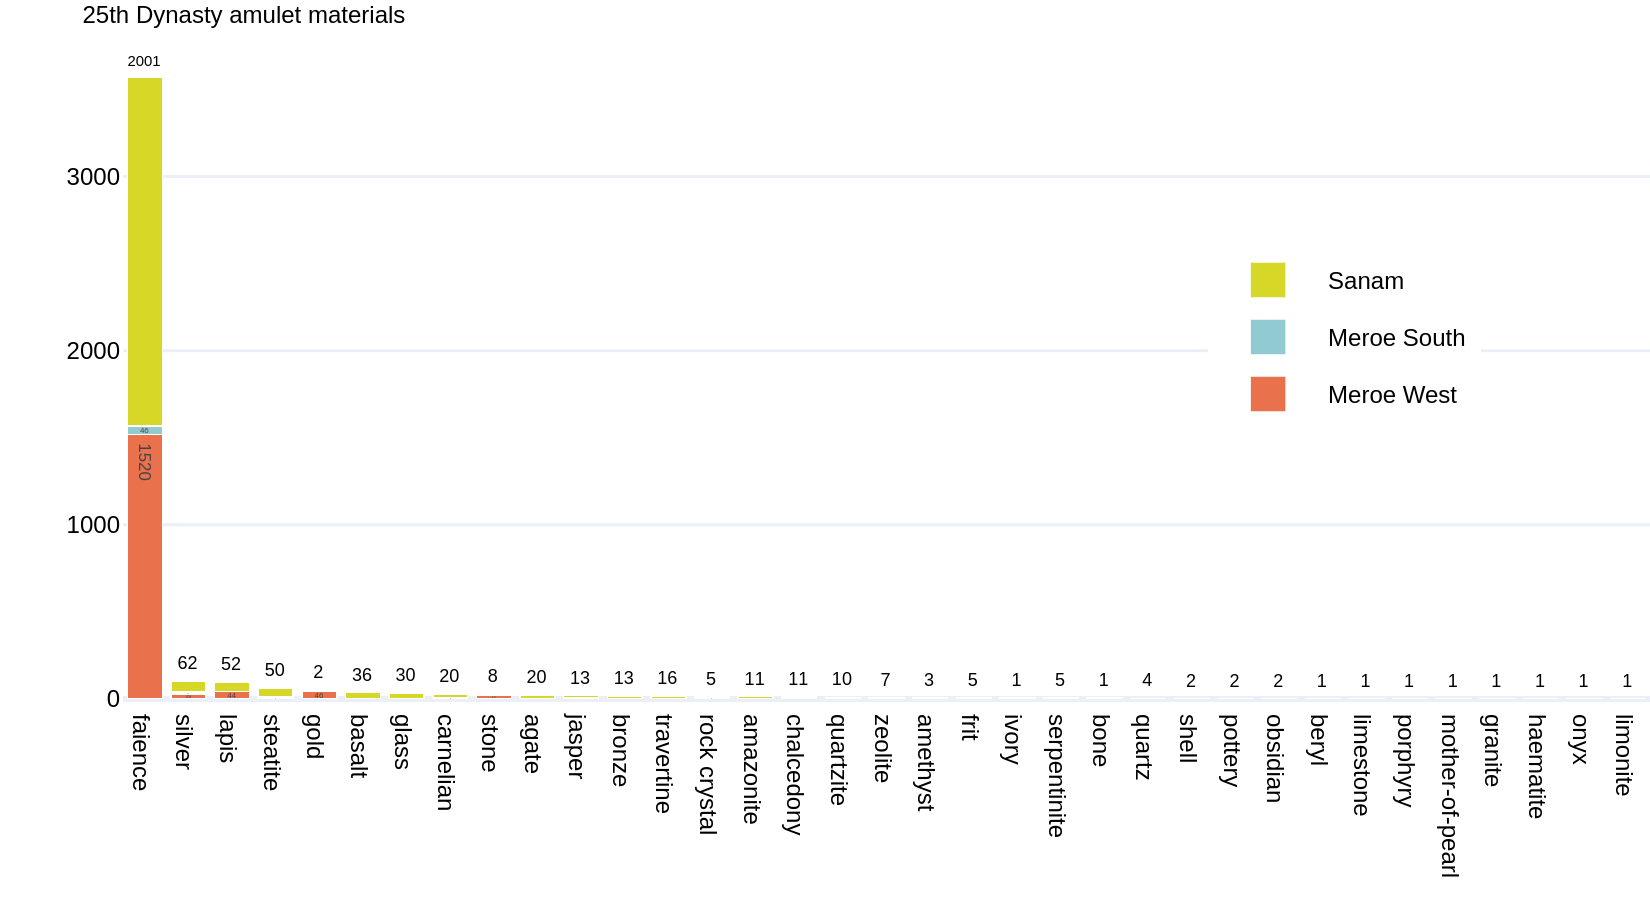 25th Dynasty amulet materials
2001
3000
2000
1000
0
46
1520
62 52 50 2 36 30 20 8 20 13 13 16 5 11 11 10 7 3 5 1 5 1 4 2 2 2 1 1 1 1 1 1 1 1
44
46
Sanam
Meroe South
Meroe West
faience
silver
lapis
steatite
gold
basalt
glass
carnelian
stone
agate
jasper
bronze
travertine
rock crystal
amazonite
chalcedony
quartzite
zeolite
amethyst
frit
ivory
serpentinite
bone
quartz
shell
pottery
obsidian
beryl
limestone
porphyry
mother-of-pearl
granite
haematite
onyx
limonite